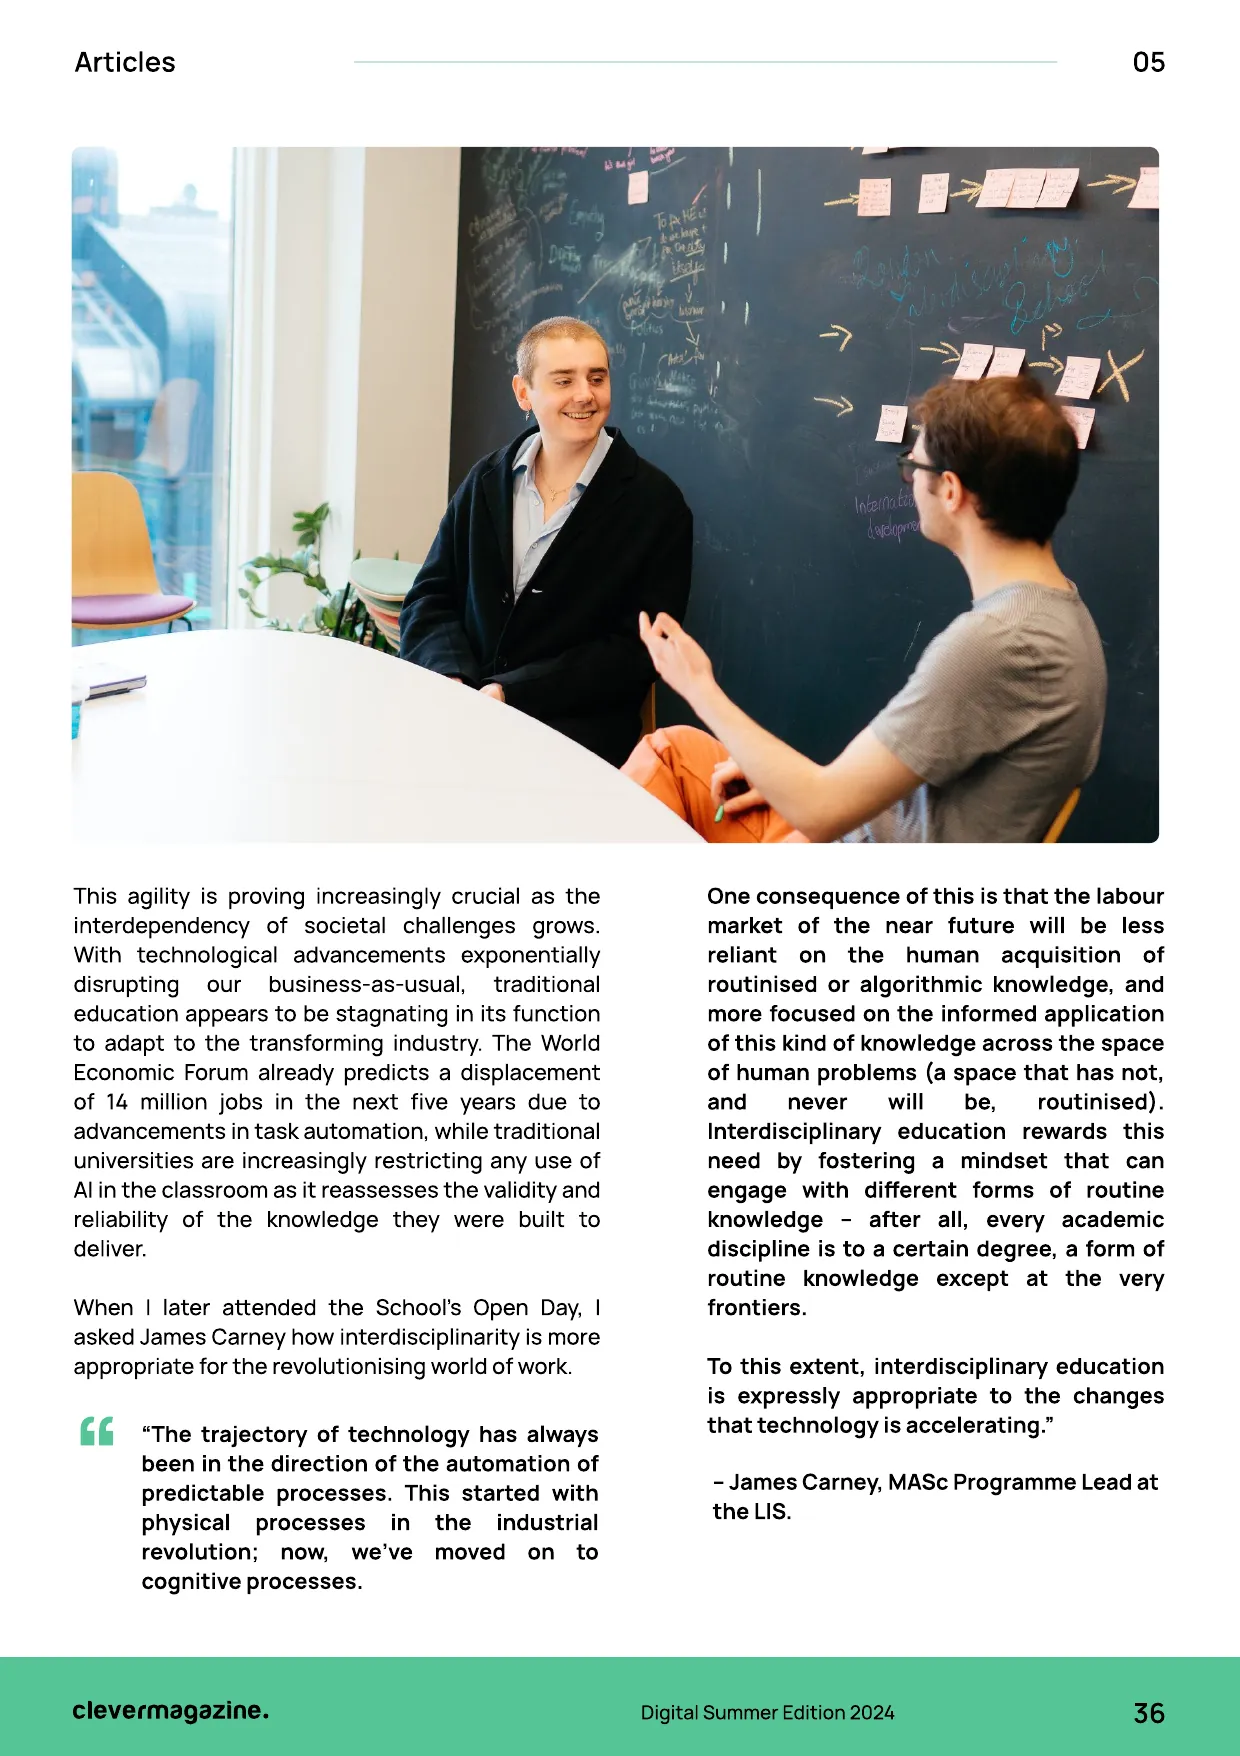 Articles
05
Empathy
To fix HE
London
Interdisciplinary
School
International
development
This agility is proving increasingly crucial as the
interdependency of societal challenges grows.
With technological advancements exponentially
disrupting our business-as-usual, traditional
education appears to be stagnating in its function
to adapt to the transforming industry. The World
Economic Forum already predicts a displacement
of 14 million jobs in the next five years due to
advancements in task automation, while traditional
universities are increasingly restricting any use of
AI in the classroom as it reassesses the validity and
reliability of the knowledge they were built to
deliver.
When I later attended the School's Open Day, I
asked James Carney how interdisciplinarity is more
appropriate for the revolutionising world of work.
“The trajectory of technology has always
been in the direction of the automation of
predictable processes. This started with
physical processes in the industrial
revolution; now, we’ve moved on to
cognitive processes.
One consequence of this is that the labour
market of the near future will be less
reliant on the human acquisition of
routinised or algorithmic knowledge, and
more focused on the informed application
of this kind of knowledge across the space
of human problems (a space that has not,
and never will be, routinised).
Interdisciplinary education rewards this
need by fostering a mindset that can
engage with different forms of routine
knowledge – after all, every academic
discipline is to a certain degree, a form of
routine knowledge except at the very
frontiers.
To this extent, interdisciplinary education
is expressly appropriate to the changes
that technology is accelerating.”
– James Carney, MASc Programme Lead at
the LIS.
clevermagazine.
Digital Summer Edition 2024
36